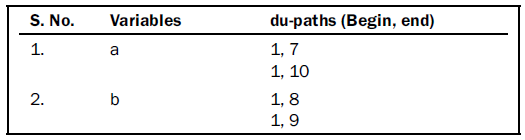 S. No. Variables du-paths (Begin, end)
1. a 1, 7
1, 10
2. b 1, 8
1, 9